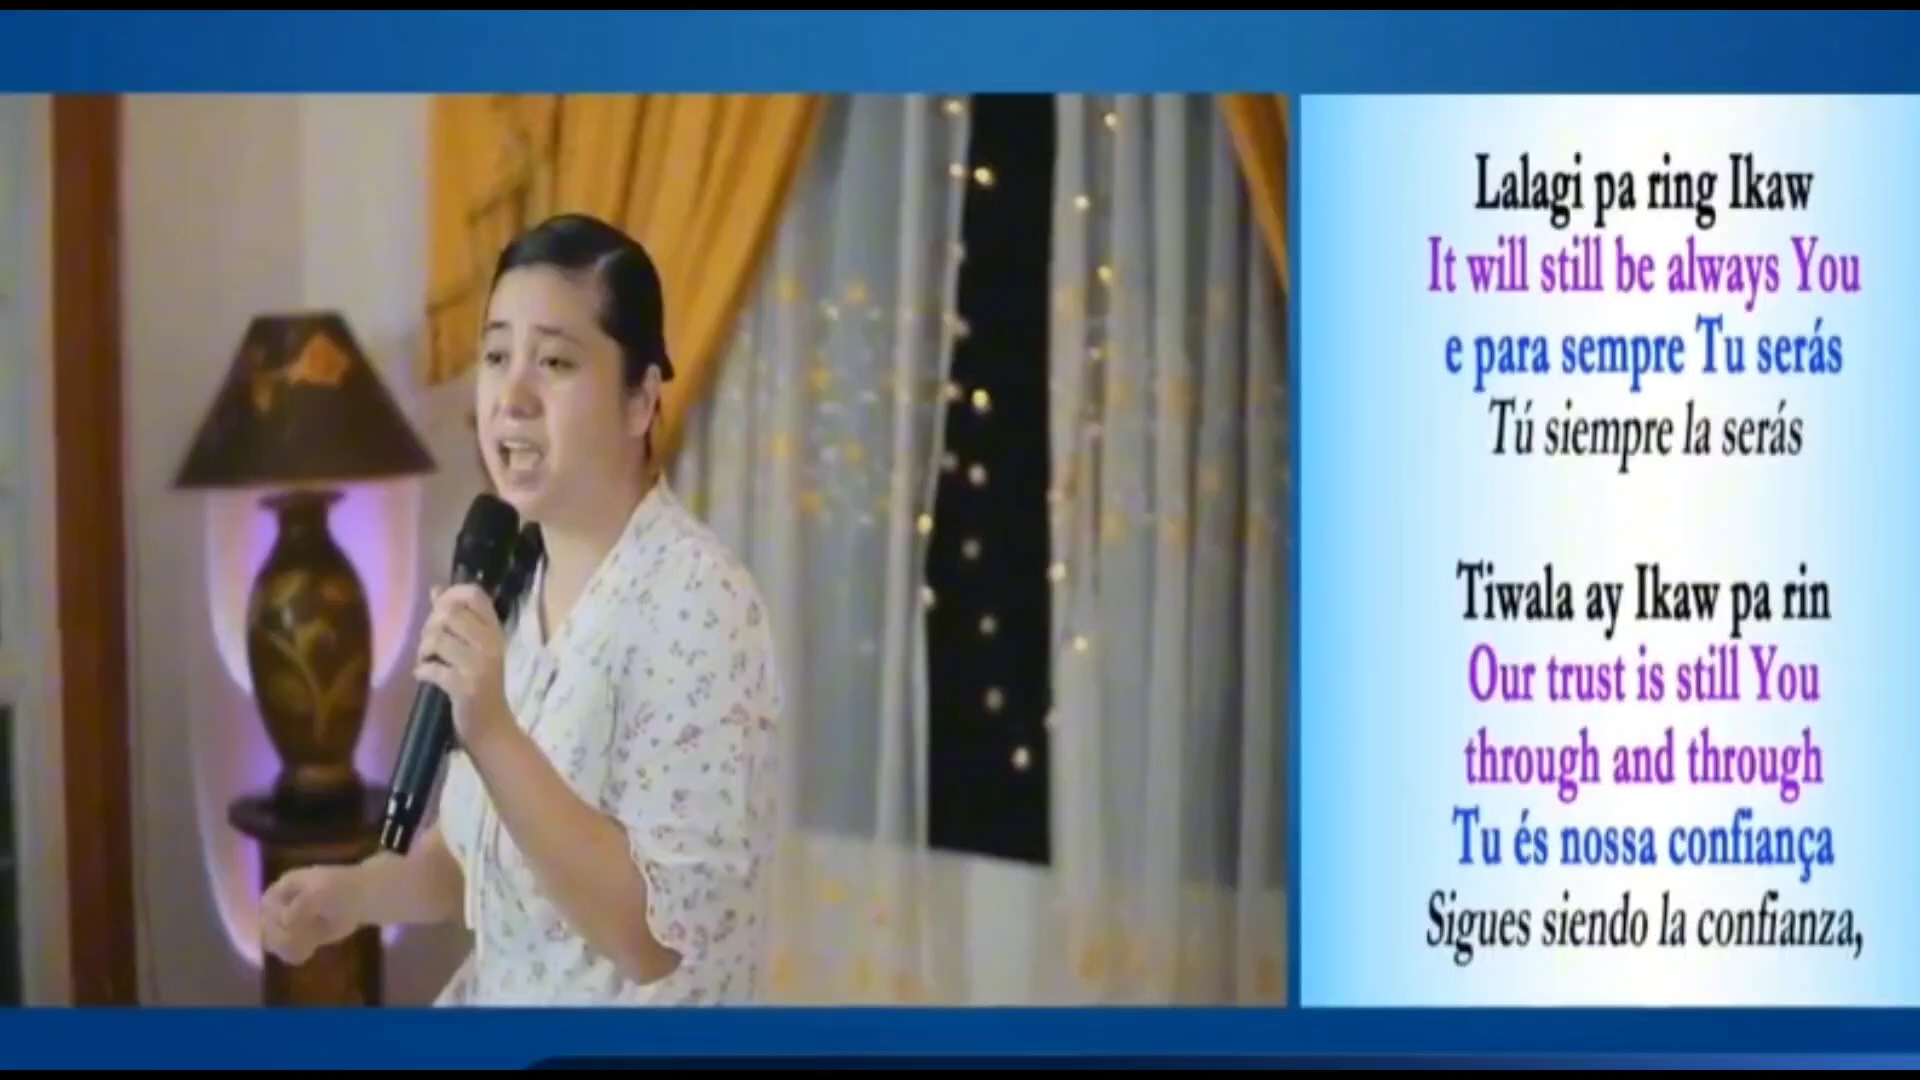 Lalagi pa ring Ikaw
It will still be always You
e para sempre Tu serás
Tú siempre la serás
Tiwala ay Ikaw pa rin
Our trust is still You
through and through
Tu és nossa confiança
Sigues siendo la confianza,